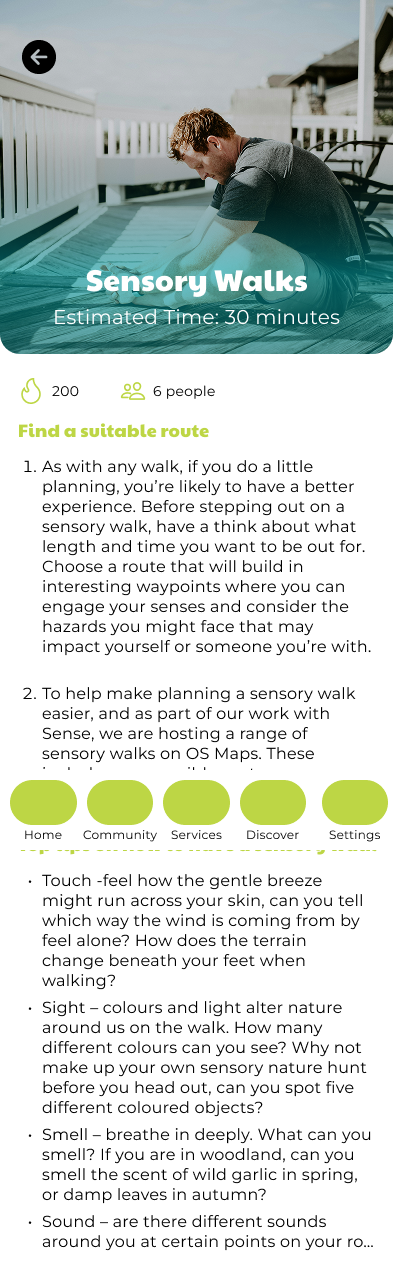 Sensory Walks
Estimated Time: 30 minutes
200
6 people
Find a suitable route
1. As with any walk, if you do a little
planning, you’re likely to have a better
experience. Before stepping out on a
sensory walk, have a think about what
length and time you want to be out for.
Choose a route that will build in
interesting waypoints where you can
engage your senses and consider the
hazards you might face that may
impact yourself or someone you’re with.
2. To help make planning a sensory walk
easier, and as part of our work with
Sense, we are hosting a range of
sensory walks on OS Maps. These
Home
Community
Services
Discover
Settings
• Touch -feel how the gentle breeze
might run across your skin, can you tell
which way the wind is coming from by
feel alone? How does the terrain
change beneath your feet when
walking?
• Sight – colours and light alter nature
around us on the walk. How many
different colours can you see? Why not
make up your own sensory nature hunt
before you head out, can you spot five
different coloured objects?
• Smell – breathe in deeply. What can you
smell? If you are in woodland, can you
smell the scent of wild garlic in spring,
or damp leaves in autumn?
• Sound – are there different sounds
around you at certain points on your ro...